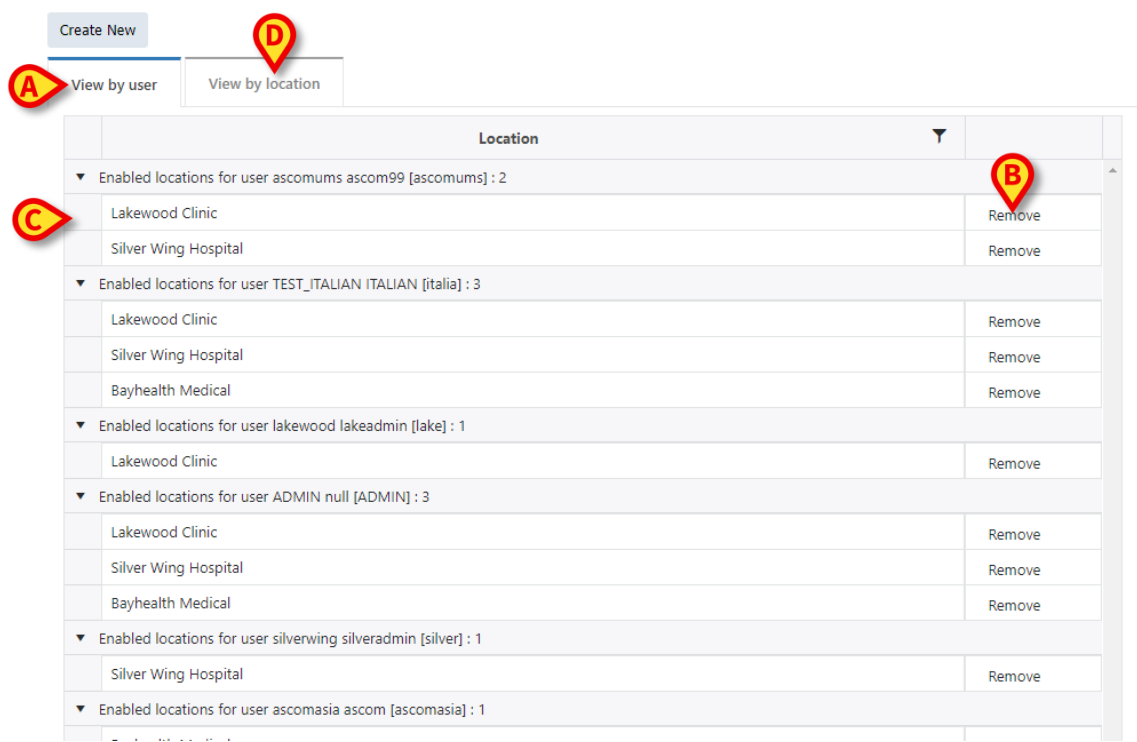 Create New
D
A
View by user
View by location
Location
Enabled locations for user ascomums ascom99 [ascomums] : 2
B
C
Lakewood Clinic
Remove
Silver Wing Hospital
Remove
Enabled locations for user TEST_ITALIAN ITALIAN [italia] : 3
Lakewood Clinic
Remove
Silver Wing Hospital
Remove
Bayhealth Medical
Remove
Enabled locations for user lakewood lakeadmin [lake] : 1
Lakewood Clinic
Remove
Enabled locations for user ADMIN null [ADMIN] : 3
Lakewood Clinic
Remove
Silver Wing Hospital
Remove
Bayhealth Medical
Remove
Enabled locations for user silverwing silveradmin [silver] : 1
Silver Wing Hospital
Remove
Enabled locations for user ascomasia ascom [ascomasia] : 1